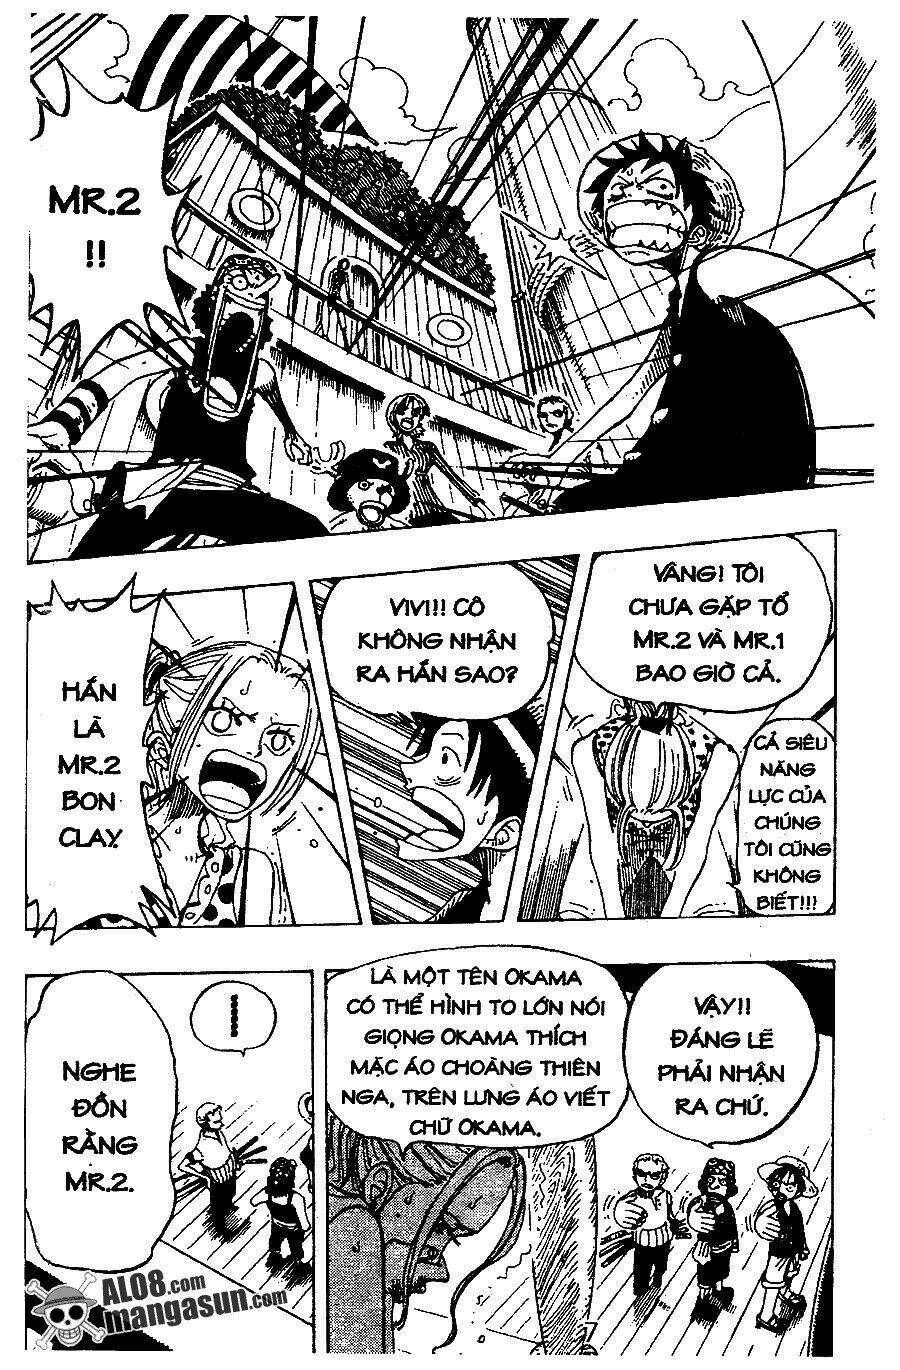 MR.2
!!
HẮN
LÀ
MR.2
BON
CLAY.
VIVI!! CÔ
KHÔNG NHẬN
RA HẮN SAO?
VÂNG! TÔI
CHƯA GẶP TỔ
MR.2 VÀ MR.1
BAO GIỜ CẢ.
CẢ SIÊU
NĂNG
LỰC CỦA
CHÚNG
TÔI CŨNG
KHÔNG
BIẾT!!!
NGHE
ĐỒN
RẰNG
MR.2.
LÀ MỘT TÊN OKAMA
CÓ THỂ HÌNH TO LỚN NÓI
GIỌNG OKAMA THÍCH
MẶC ÁO CHOÀNG THIÊN
NGA, TRÊN LƯNG ÁO VIẾT
CHỮ OKAMA.
VẬY!!
ĐÁNG LẼ
PHẢI NHẬN
RA CHỨ.
7
ALO8.com
mangasun.com